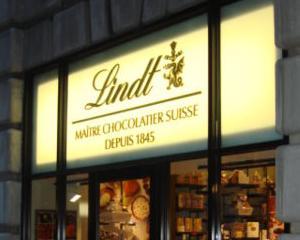 Lindt
MAÎTRE CHOCOLATIER SUISSE
DEPUIS 1845